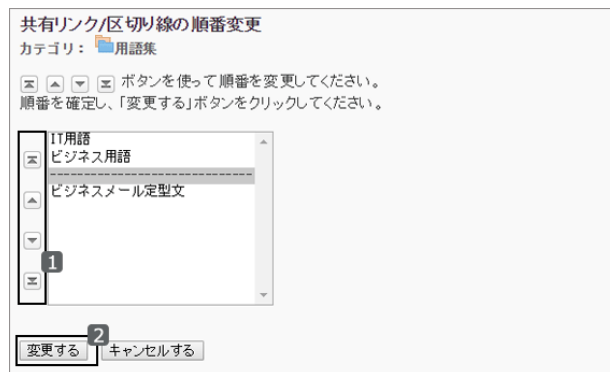 共有リンク/区切り線の順番変更
カテゴリ： 用語集
ボタンを使って順番を変更してください。
順番を確定し、「変更する」ボタンをクリックしてください。
IT用語
ビジネス用語
------------------------------
ビジネスメール定型文
1
2
変更する キャンセルする